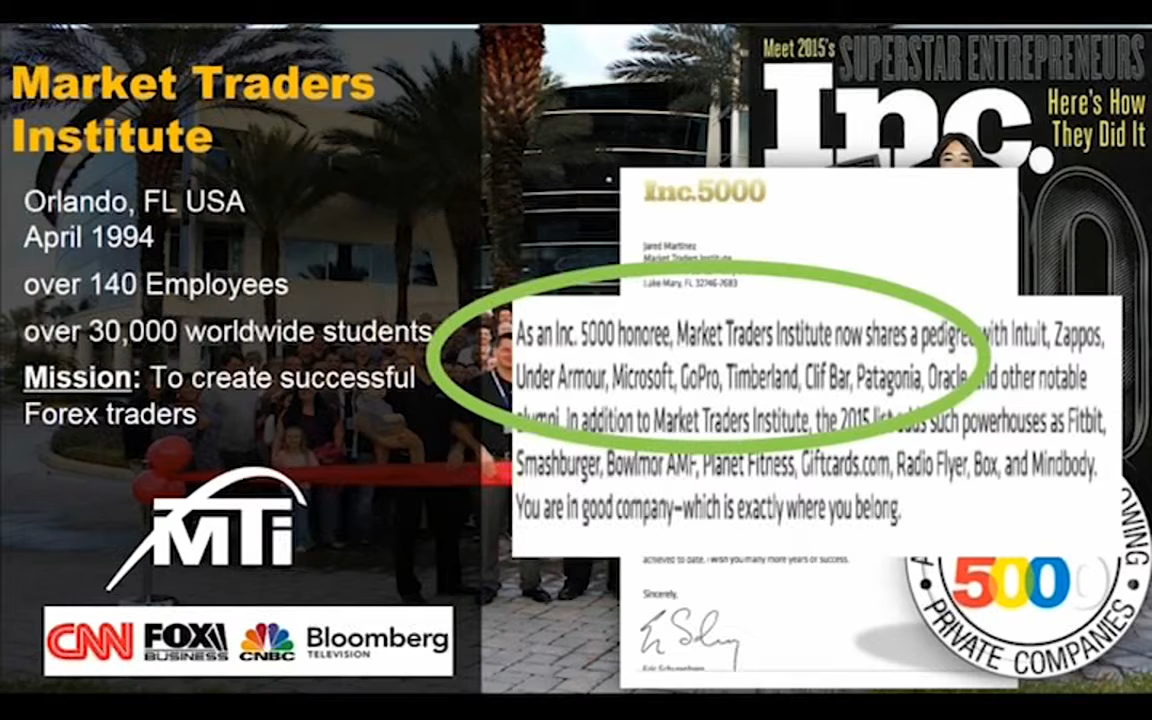 Market Traders
Institute
Orlando, FL USA
April 1994
over 140 Employees
over 30,000 worldwide students
Mission: To create successful
Forex traders
MTi
CNN FOX BUSINESS CNBC Bloomberg TELEVISION
Meet 2015's SUPERSTAR ENTREPRENEURS
Inc.
Here's How
They Did It
Inc.5000
Jared Martinez
Market Traders Institute
Lake Mary, FL 32746-7683
As an Inc. 5000 honoree, Market Traders Institute now shares a pedigree with Intuit, Zappos,
Under Armour, Microsoft, GoPro, Timberland, Clif Bar, Patagonia, Oracle and other notable
alumni. in addition to Market Traders Institute, the 2015 list adds such powerhouses as Fitbit,
Smashburger, Bowlmor AMF, Planet Fitness, Giftcards.com, Radio Flyer, Box, and Mindbody.
You are in good company–which is exactly where you belong.
achieved to date. I wish you many more years of success.
Sincerely,
5000
PRIVATE COMPANIES